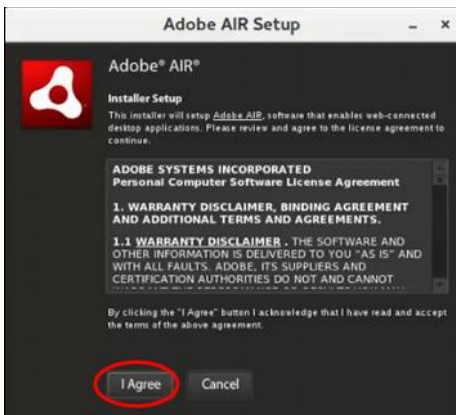 Adobe AIR Setup
Adobe® AIR®
Installer Setup
This installer will setup Adobe AIR, software that enables web-connected
desktop applications. Please review and agree to the license agreement to
continue.
ADOBE SYSTEMS INCORPORATED
Personal Computer Software License Agreement
1. WARRANTY DISCLAIMER, BINDING AGREEMENT
AND ADDITIONAL TERMS AND AGREEMENTS.
1.1 WARRANTY DISCLAIMER . THE SOFTWARE AND
OTHER INFORMATION IS DELIVERED TO YOU "AS IS" AND
WITH ALL FAULTS. ADOBE, ITS SUPPLIERS AND
CERTIFICATION AUTHORITIES DO NOT AND CANNOT
By clicking the "I Agree" button I acknowledge that I have read and accept
the terms of the above agreement.
I Agree Cancel